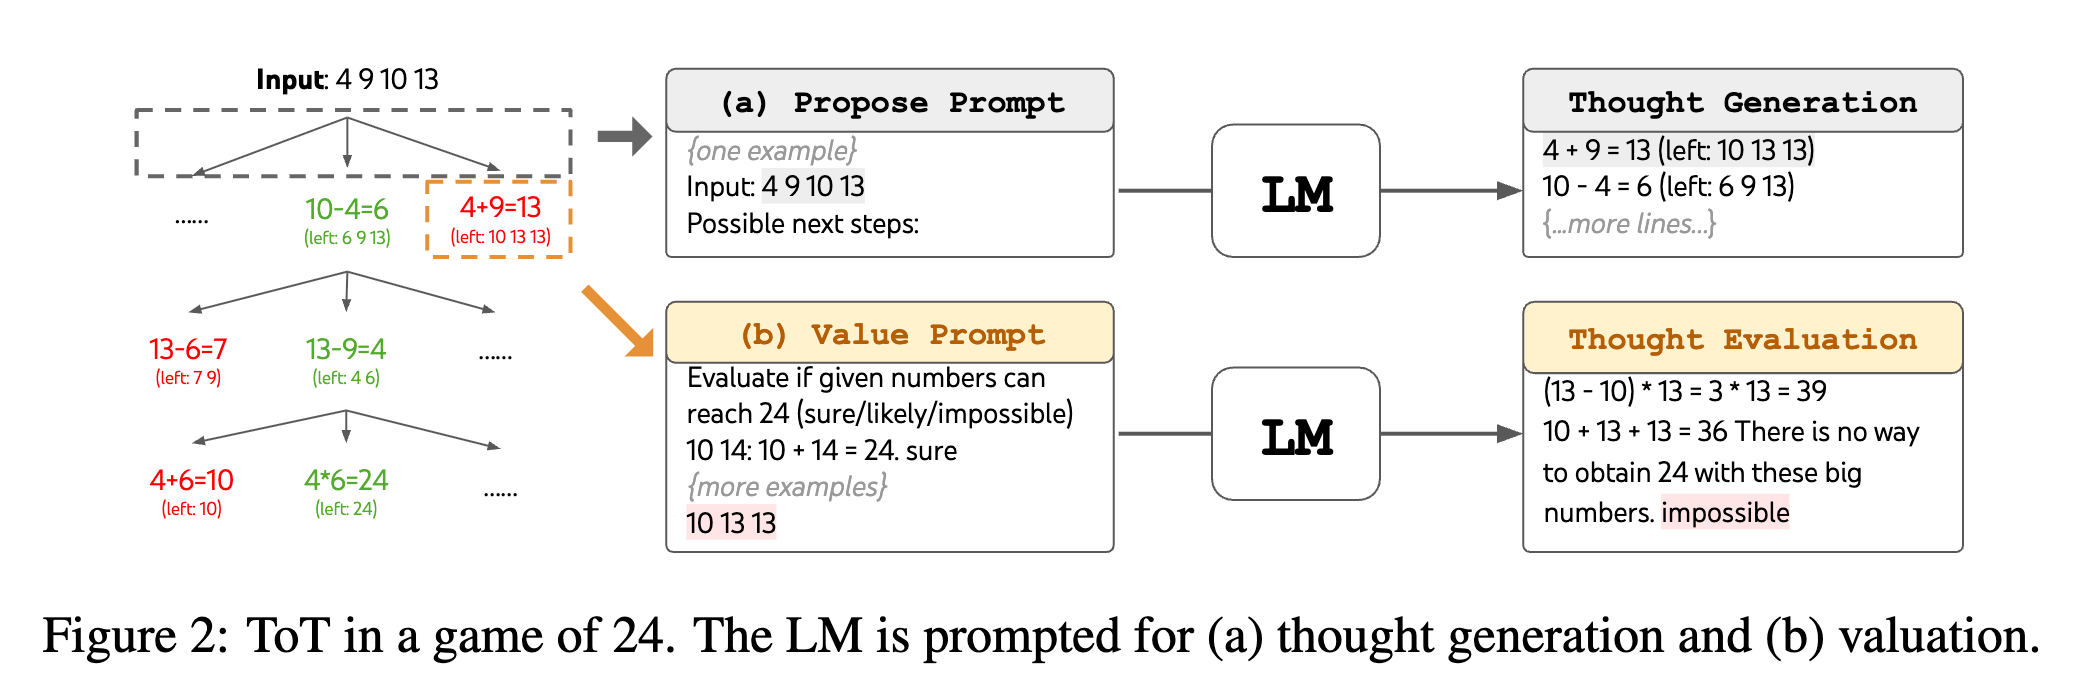 Input: 4 9 10 13
......
10-4=6
(left: 6 9 13)
4+9=13
(left: 10 13 13)
13-6=7
(left: 7 9)
13-9=4
(left: 4 6)
......
4+6=10
(left: 10)
4*6=24
(left: 24)
......
(a) Propose Prompt
{one example}
Input: 4 9 10 13
Possible next steps:
LM
Thought Generation
4 + 9 = 13 (left: 10 13 13)
10 - 4 = 6 (left: 6 9 13)
{...more lines...}
(b) Value Prompt
Evaluate if given numbers can
reach 24 (sure/likely/impossible)
10 14: 10 + 14 = 24. sure
{more examples}
10 13 13
LM
Thought Evaluation
(13 - 10) * 13 = 3 * 13 = 39
10 + 13 + 13 = 36 There is no way
to obtain 24 with these big
numbers. impossible
Figure 2: ToT in a game of 24. The LM is prompted for (a) thought generation and (b) valuation.